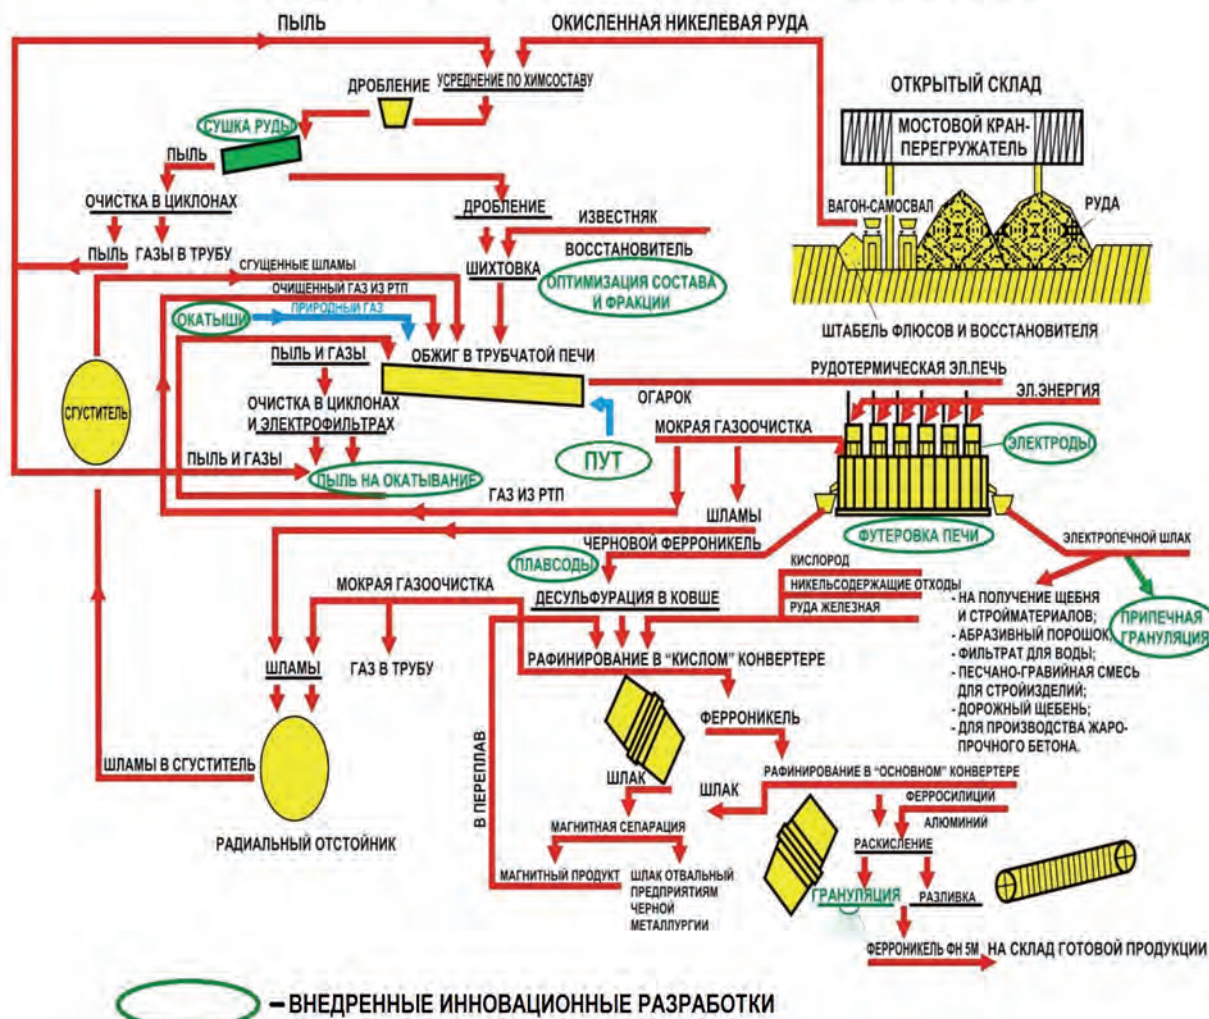 ПЫЛЬ
ОКИСЛЕННАЯ НИКЕЛЕВАЯ РУДА
ДРОБЛЕНИЕ
УСРЕДНЕНИЕ ПО ХИМСОСТАВУ
ОТКРЫТЫЙ СКЛАД
СУШКА РУДЫ
МОСТОВОЙ КРАН-
ПЕРЕГРУЖАТЕЛЬ
ПЫЛЬ
ОЧИСТКА В ЦИКЛОНАХ
ДРОБЛЕНИЕ
ИЗВЕСТНЯК
ВАГОН-САМОСВАЛ
РУДА
ПЫЛЬ
ГАЗЫ В ТРУБУ
ВОССТАНОВИТЕЛЬ
СГУЩЕННЫЕ ШЛАМЫ
ШИХТОВКА
ОПТИМИЗАЦИЯ СОСТАВА
И ФРАКЦИИ
ОЧИЩЕННЫЙ ГАЗ ИЗ РТП
ОКАТЫШИ
ПРИРОДНЫЙ ГАЗ
ШТАБЕЛЬ ФЛЮСОВ И ВОССТАНОВИТЕЛЯ
ПЫЛЬ И ГАЗЫ
ОБЖИГ В ТРУБЧАТОЙ ПЕЧИ
РУДОТЕРМИЧЕСКАЯ ЭЛ.ПЕЧЬ
ОГАРОК
ЭЛ.ЭНЕРГИЯ
СГУСТИТЕЛЬ
ОЧИСТКА В ЦИКЛОНАХ
И ЭЛЕКТРОФИЛЬТРАХ
МОКРАЯ ГАЗООЧИСТКА
ЭЛЕКТРОДЫ
ПЫЛЬ И ГАЗЫ
ПУТ
ПЫЛЬ НА ОКАТЫВАНИЕ
ГАЗ ИЗ РТП
ШЛАМЫ
ФУТЕРОВКА ПЕЧИ
ЭЛЕКТРОПЕЧНОЙ ШЛАК
ЧЕРНОВОЙ ФЕРРОНИКЕЛЬ
ПЛАВСОДЫ
КИСЛОРОД
МОКРАЯ ГАЗООЧИСТКА
НИКЕЛЬСОДЕРЖАЩИЕ ОТХОДЫ
ДЕСУЛЬФУРАЦИЯ В КОВШЕ
РУДА ЖЕЛЕЗНАЯ
- НА ПОЛУЧЕНИЕ ЩЕБНЯ
И СТРОЙМАТЕРИАЛОВ;
- АБРАЗИВНЫЙ ПОРОШОК;
- ФИЛЬТРАТ ДЛЯ ВОДЫ;
- ПЕСЧАНО-ГРАВИЙНАЯ СМЕСЬ
ДЛЯ СТРОЙИЗДЕЛИЙ;
- ДОРОЖНЫЙ ЩЕБЕНЬ;
- ДЛЯ ПРОИЗВОДСТВА ЖАРО-
ПРОЧНОГО БЕТОНА.
ПРИПЕЧНАЯ
ГРАНУЛЯЦИЯ
ШЛАМЫ
ГАЗ В ТРУБУ
РАФИНИРОВАНИЕ В "КИСЛОМ" КОНВЕРТЕРЕ
ФЕРРОНИКЕЛЬ
ШЛАМЫ В СГУСТИТЕЛЬ
В ПЕРЕПЛАВ
ШЛАК
ШЛАК
РАФИНИРОВАНИЕ В "ОСНОВНОМ" КОНВЕРТЕРЕ
ФЕРРОСИЛИЦИЙ
АЛЮМИНИЙ
РАДИАЛЬНЫЙ ОТСТОЙНИК
МАГНИТНАЯ СЕПАРАЦИЯ
РАСКИСЛЕНИЕ
МАГНИТНЫЙ ПРОДУКТ
ШЛАК ОТВАЛЬНЫЙ
ПРЕДПРИЯТИЯМ
ЧЕРНОЙ
МЕТАЛЛУРГИИ
ГРАНУЛЯЦИЯ
РАЗЛИВКА
ФЕРРОНИКЕЛЬ ФН 5М НА СКЛАД ГОТОВОЙ ПРОДУКЦИИ
– ВНЕДРЕННЫЕ ИННОВАЦИОННЫЕ РАЗРАБОТКИ